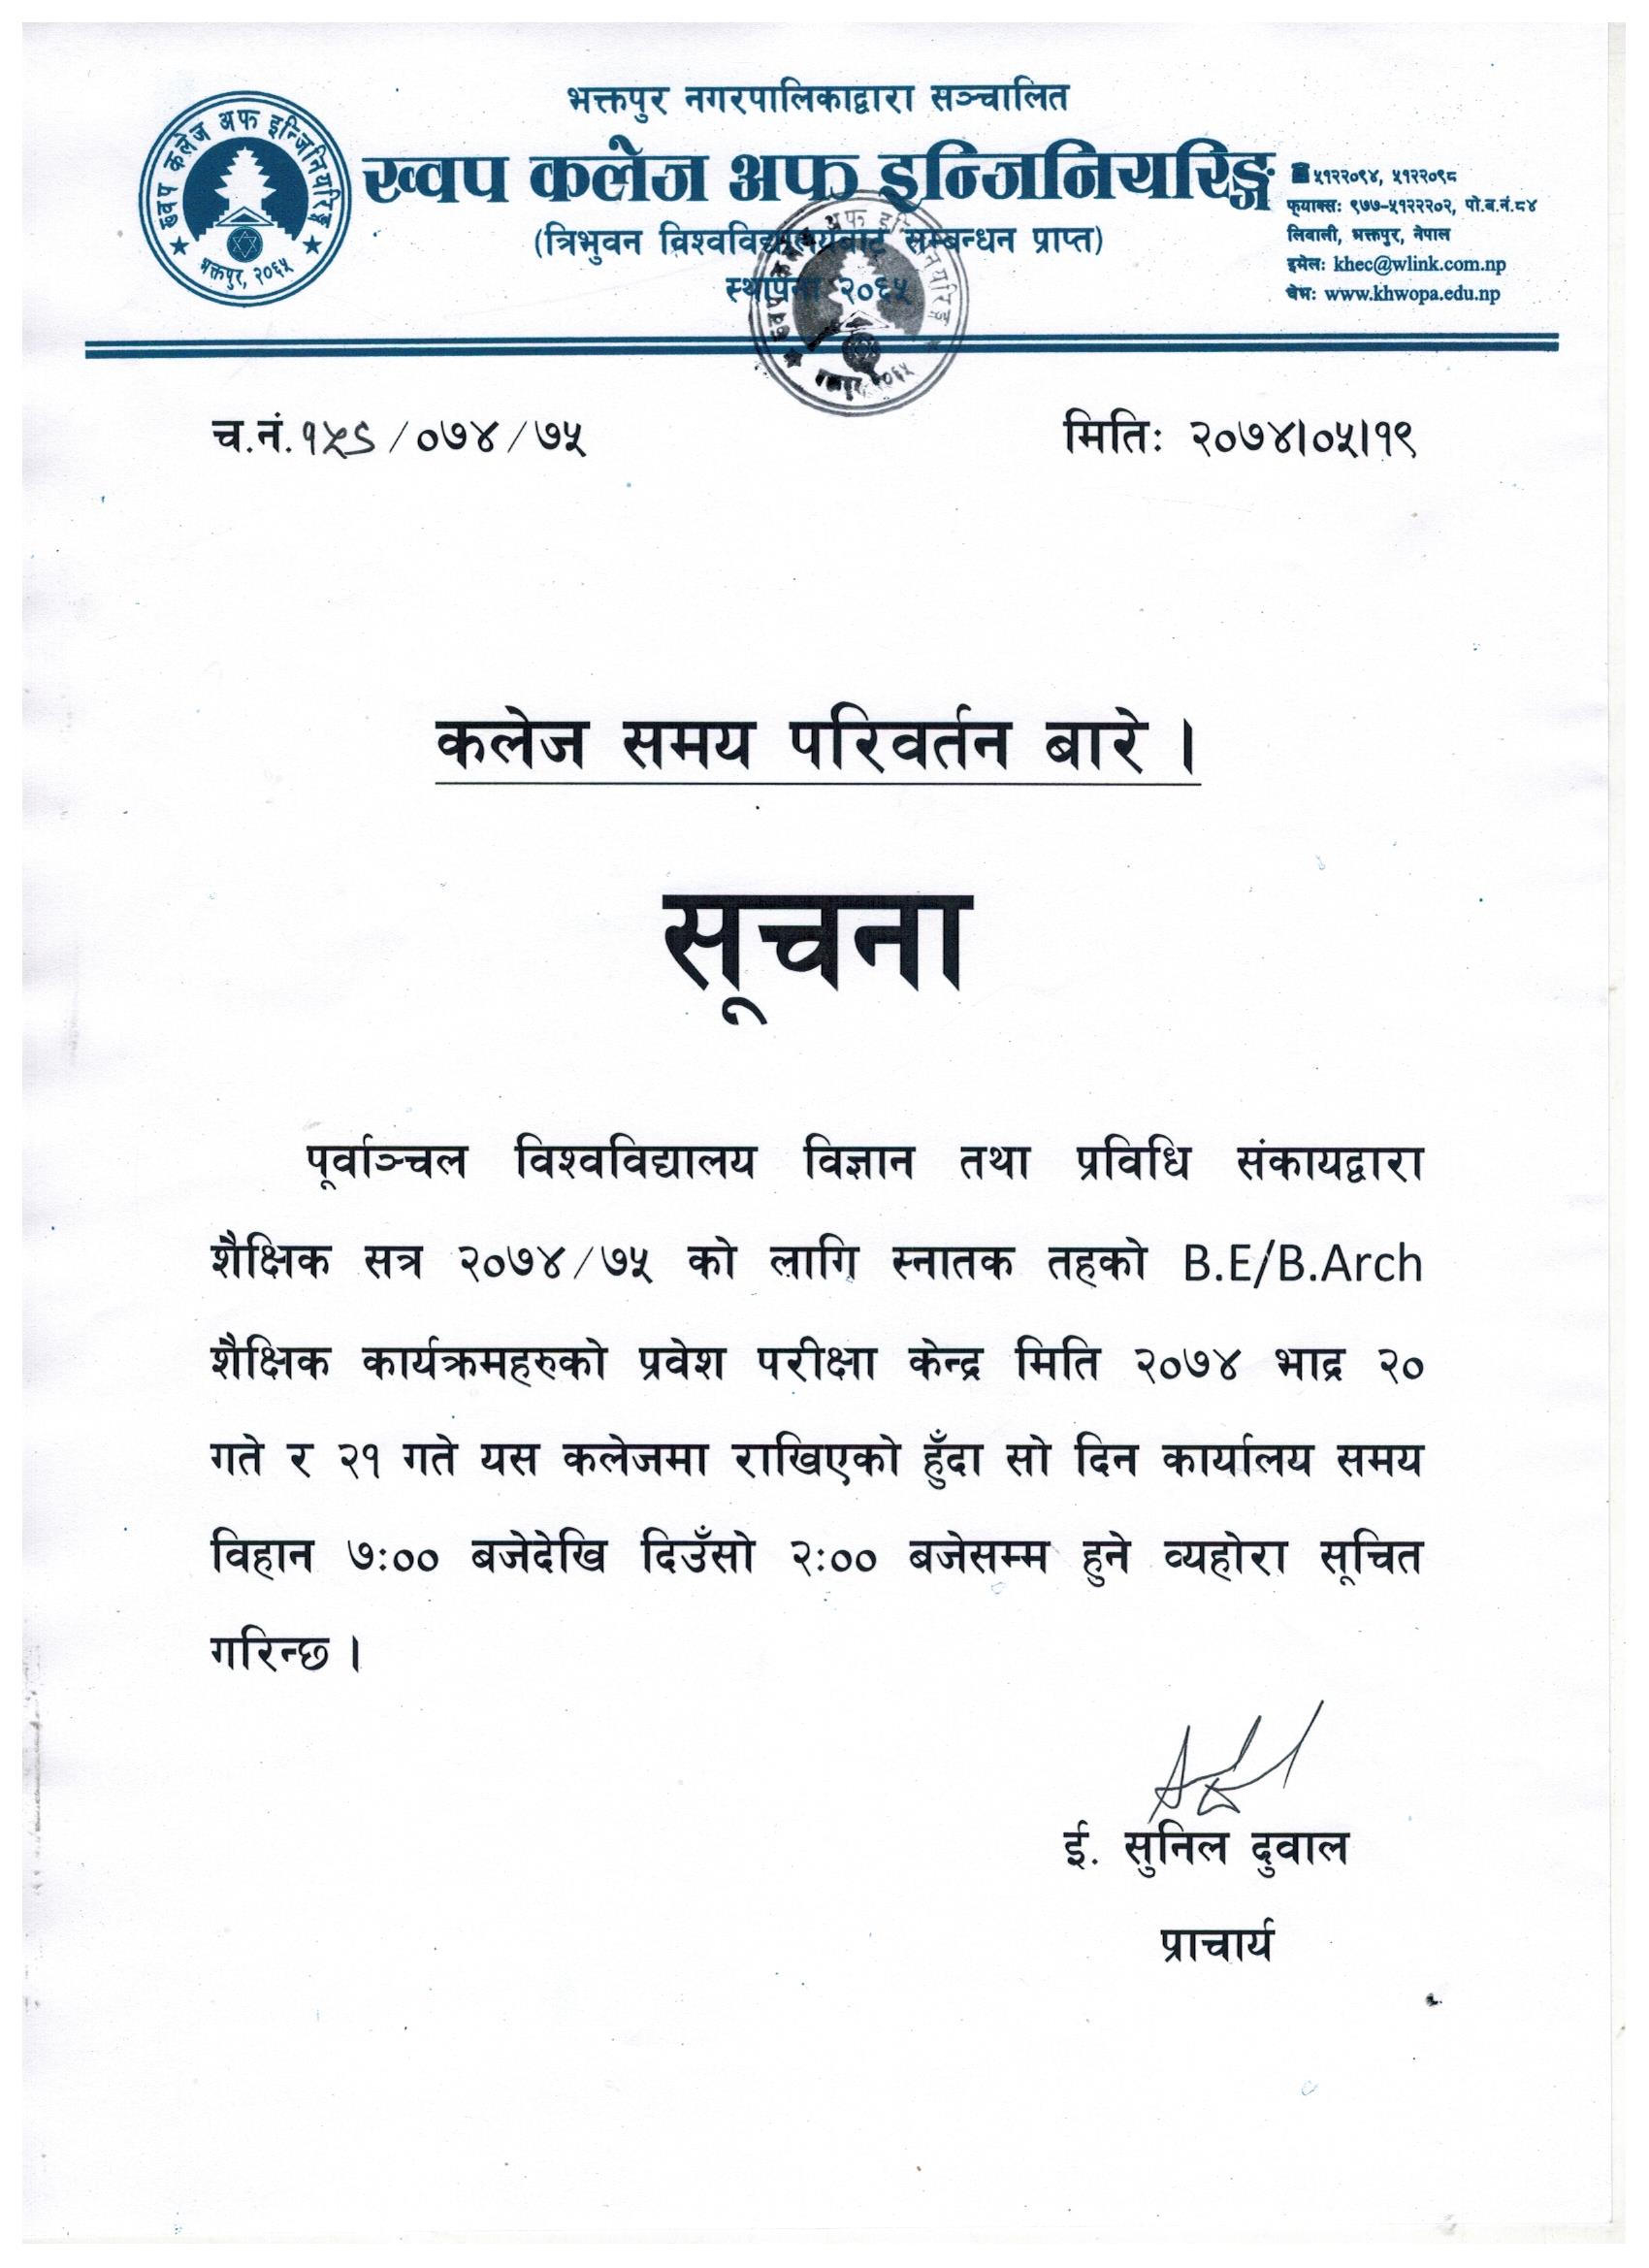 भक्तपुर नगरपालिकाद्वारा सञ्चालित
ख्वप कलेज अफ इन्जिनियरिङ्ग
(त्रिभुवन विश्वविद्यालयबाट सम्बन्धन प्राप्त)
स्थापना २०६५
ख्वप कलेज अफ इन्जिनियरिङ्ग
भक्तपुर, २०६५
५१२२०९४, ५१२२०९८
फ्याक्सः ९७७-५१२२२०२, पो.ब.नं.८४
लिवाली, भक्तपुर, नेपाल
इमेलः khec@wlink.com.np
वेभः www.khwopa.edu.np
च.नं. /०७४/७५
मितिः २०७४।०५।१९
कलेज समय परिवर्तन बारे ।
सूचना
पूर्वाञ्चल विश्वविद्यालय विज्ञान तथा प्रविधि संकायद्वारा
शैक्षिक सत्र २०७४/७५ को लागि स्नातक तहको B.E/B.Arch
शैक्षिक कार्यक्रमहरुको प्रवेश परीक्षा केन्द्र मिति २०७४ भाद्र २०
गते र २१ गते यस कलेजमा राखिएको हुँदा सो दिन कार्यालय समय
विहान ७:०० बजेदेखि दिउँसो २:०० बजेसम्म हुने व्यहोरा सूचित
गरिन्छ ।
ई. सुनिल दुवाल
प्राचार्य